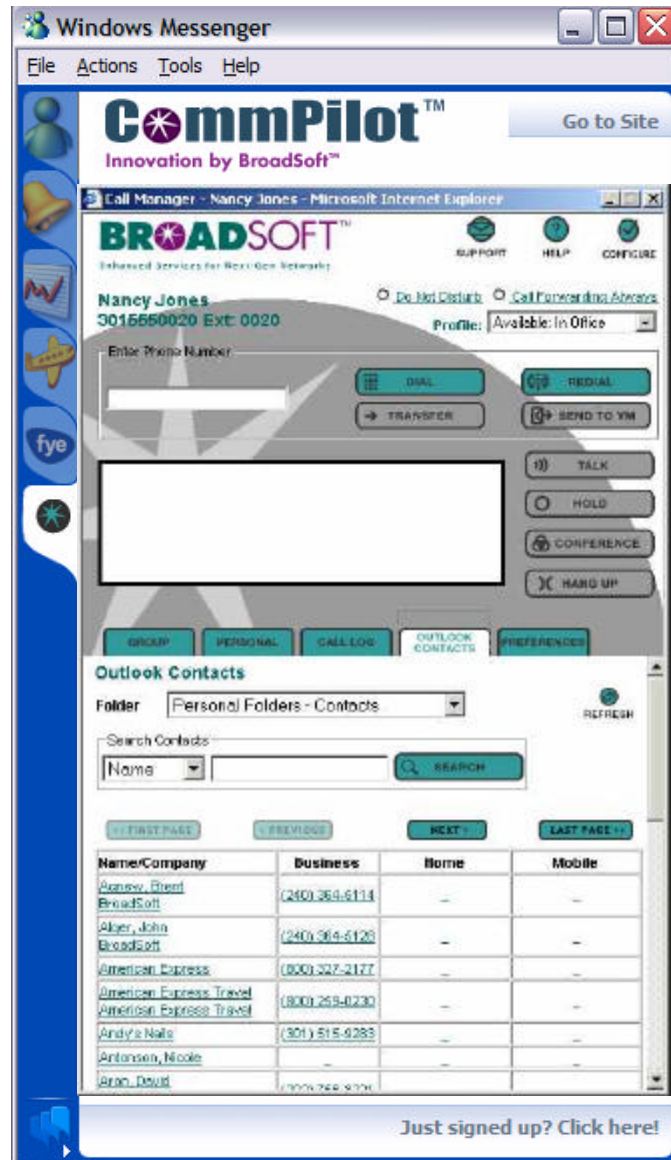 Windows Messenger
File Actions Tools Help
CommPilot™
Innovation by BroadSoft™
Go to Site
fye
Call Manager - Nancy Jones - Microsoft Internet Explorer
BROADSOFT™
Enhanced Services for Next-Gen Networks
SUPPORT HELP CONFIGURE
Nancy Jones
3015550020 Ext: 0020
Do Not Disturb Call Forwarding Always
Profile: Available: In Office
Enter Phone Number
DIAL REDIAL
TRANSFER SEND TO VM
TALK
HOLD
CONFERENCE
HANG UP
GROUP PERSONAL CALL LOG OUTLOOK CONTACTS PREFERENCES
Outlook Contacts
Folder Personal Folders - Contacts
REFRESH
Search Contacts
Name SEARCH
<< FIRST PAGE < PREVIOUS NEXT > LAST PAGE >>
Name/Company Business Home Mobile
Agnew, Brent
BroadSoft (240) 364-5114 - -
Alger, John
BroadSoft (240) 364-5128 - -
American Express (800) 327-2177 - -
American Express Travel
American Express Travel (800) 259-0230 - -
Andy's Nails (301) 515-9283 - -
Antonson, Nicole - - -
Aron, David
Just signed up? Click here!